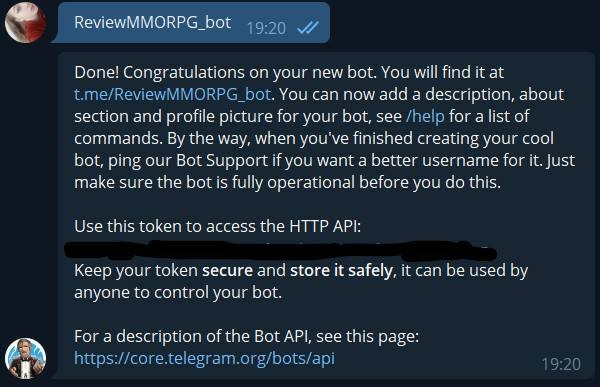 ReviewMMORPG_bot 19:20
Done! Congratulations on your new bot. You will find it at
t.me/ReviewMMORPG_bot. You can now add a description, about
section and profile picture for your bot, see /help for a list of
commands. By the way, when you've finished creating your cool
bot, ping our Bot Support if you want a better username for it. Just
make sure the bot is fully operational before you do this.
Use this token to access the HTTP API:
Keep your token secure and store it safely, it can be used by
anyone to control your bot.
For a description of the Bot API, see this page:
https://core.telegram.org/bots/api 19:20